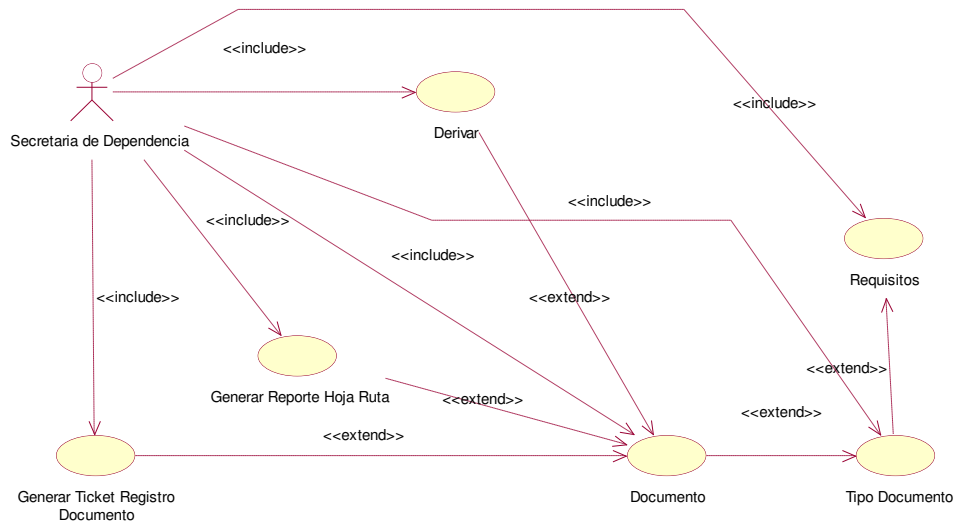 <<include>>
<<include>>
Secretaria de Dependencia
Derivar
<<include>>
<<include>>
<<include>>
Requisitos
<<include>>
<<extend>>
<<extend>>
Generar Reporte Hoja Ruta
<<extend>>
<<extend>>
<<extend>>
Generar Ticket Registro
Documento
Documento
Tipo Documento